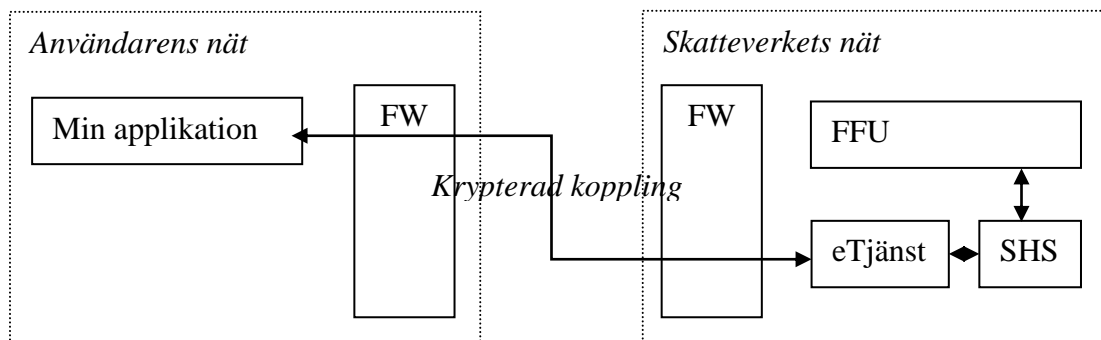 Användarens nät
Skatteverkets nät
Min applikation
FW
FW
FFU
Krypterad koppling
eTjänst
SHS